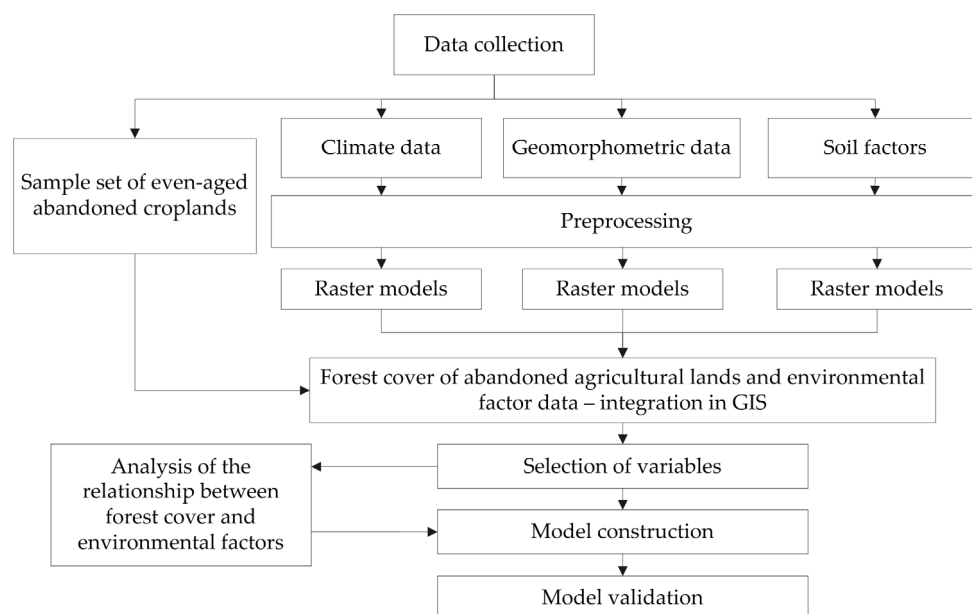 Data collection
Climate data
Geomorphometric data
Soil factors
Sample set of even-aged
abandoned croplands
Preprocessing
Raster models
Raster models
Raster models
Forest cover of abandoned agricultural lands and environmental
factor data – integration in GIS
Analysis of the
relationship between
forest cover and
environmental factors
Selection of variables
Model construction
Model validation